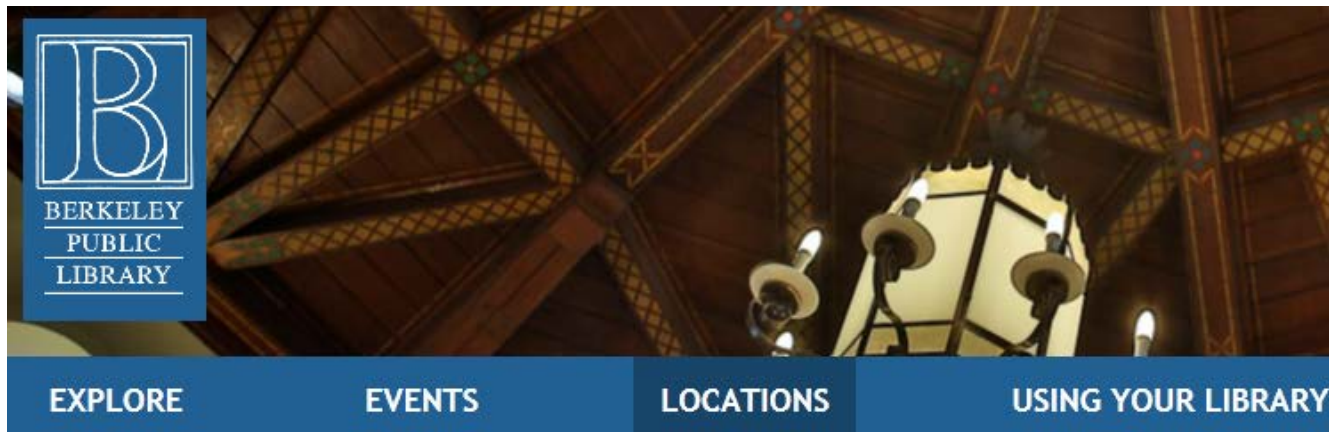 B
BERKELEY
PUBLIC
LIBRARY
EXPLORE EVENTS LOCATIONS USING YOUR LIBRARY